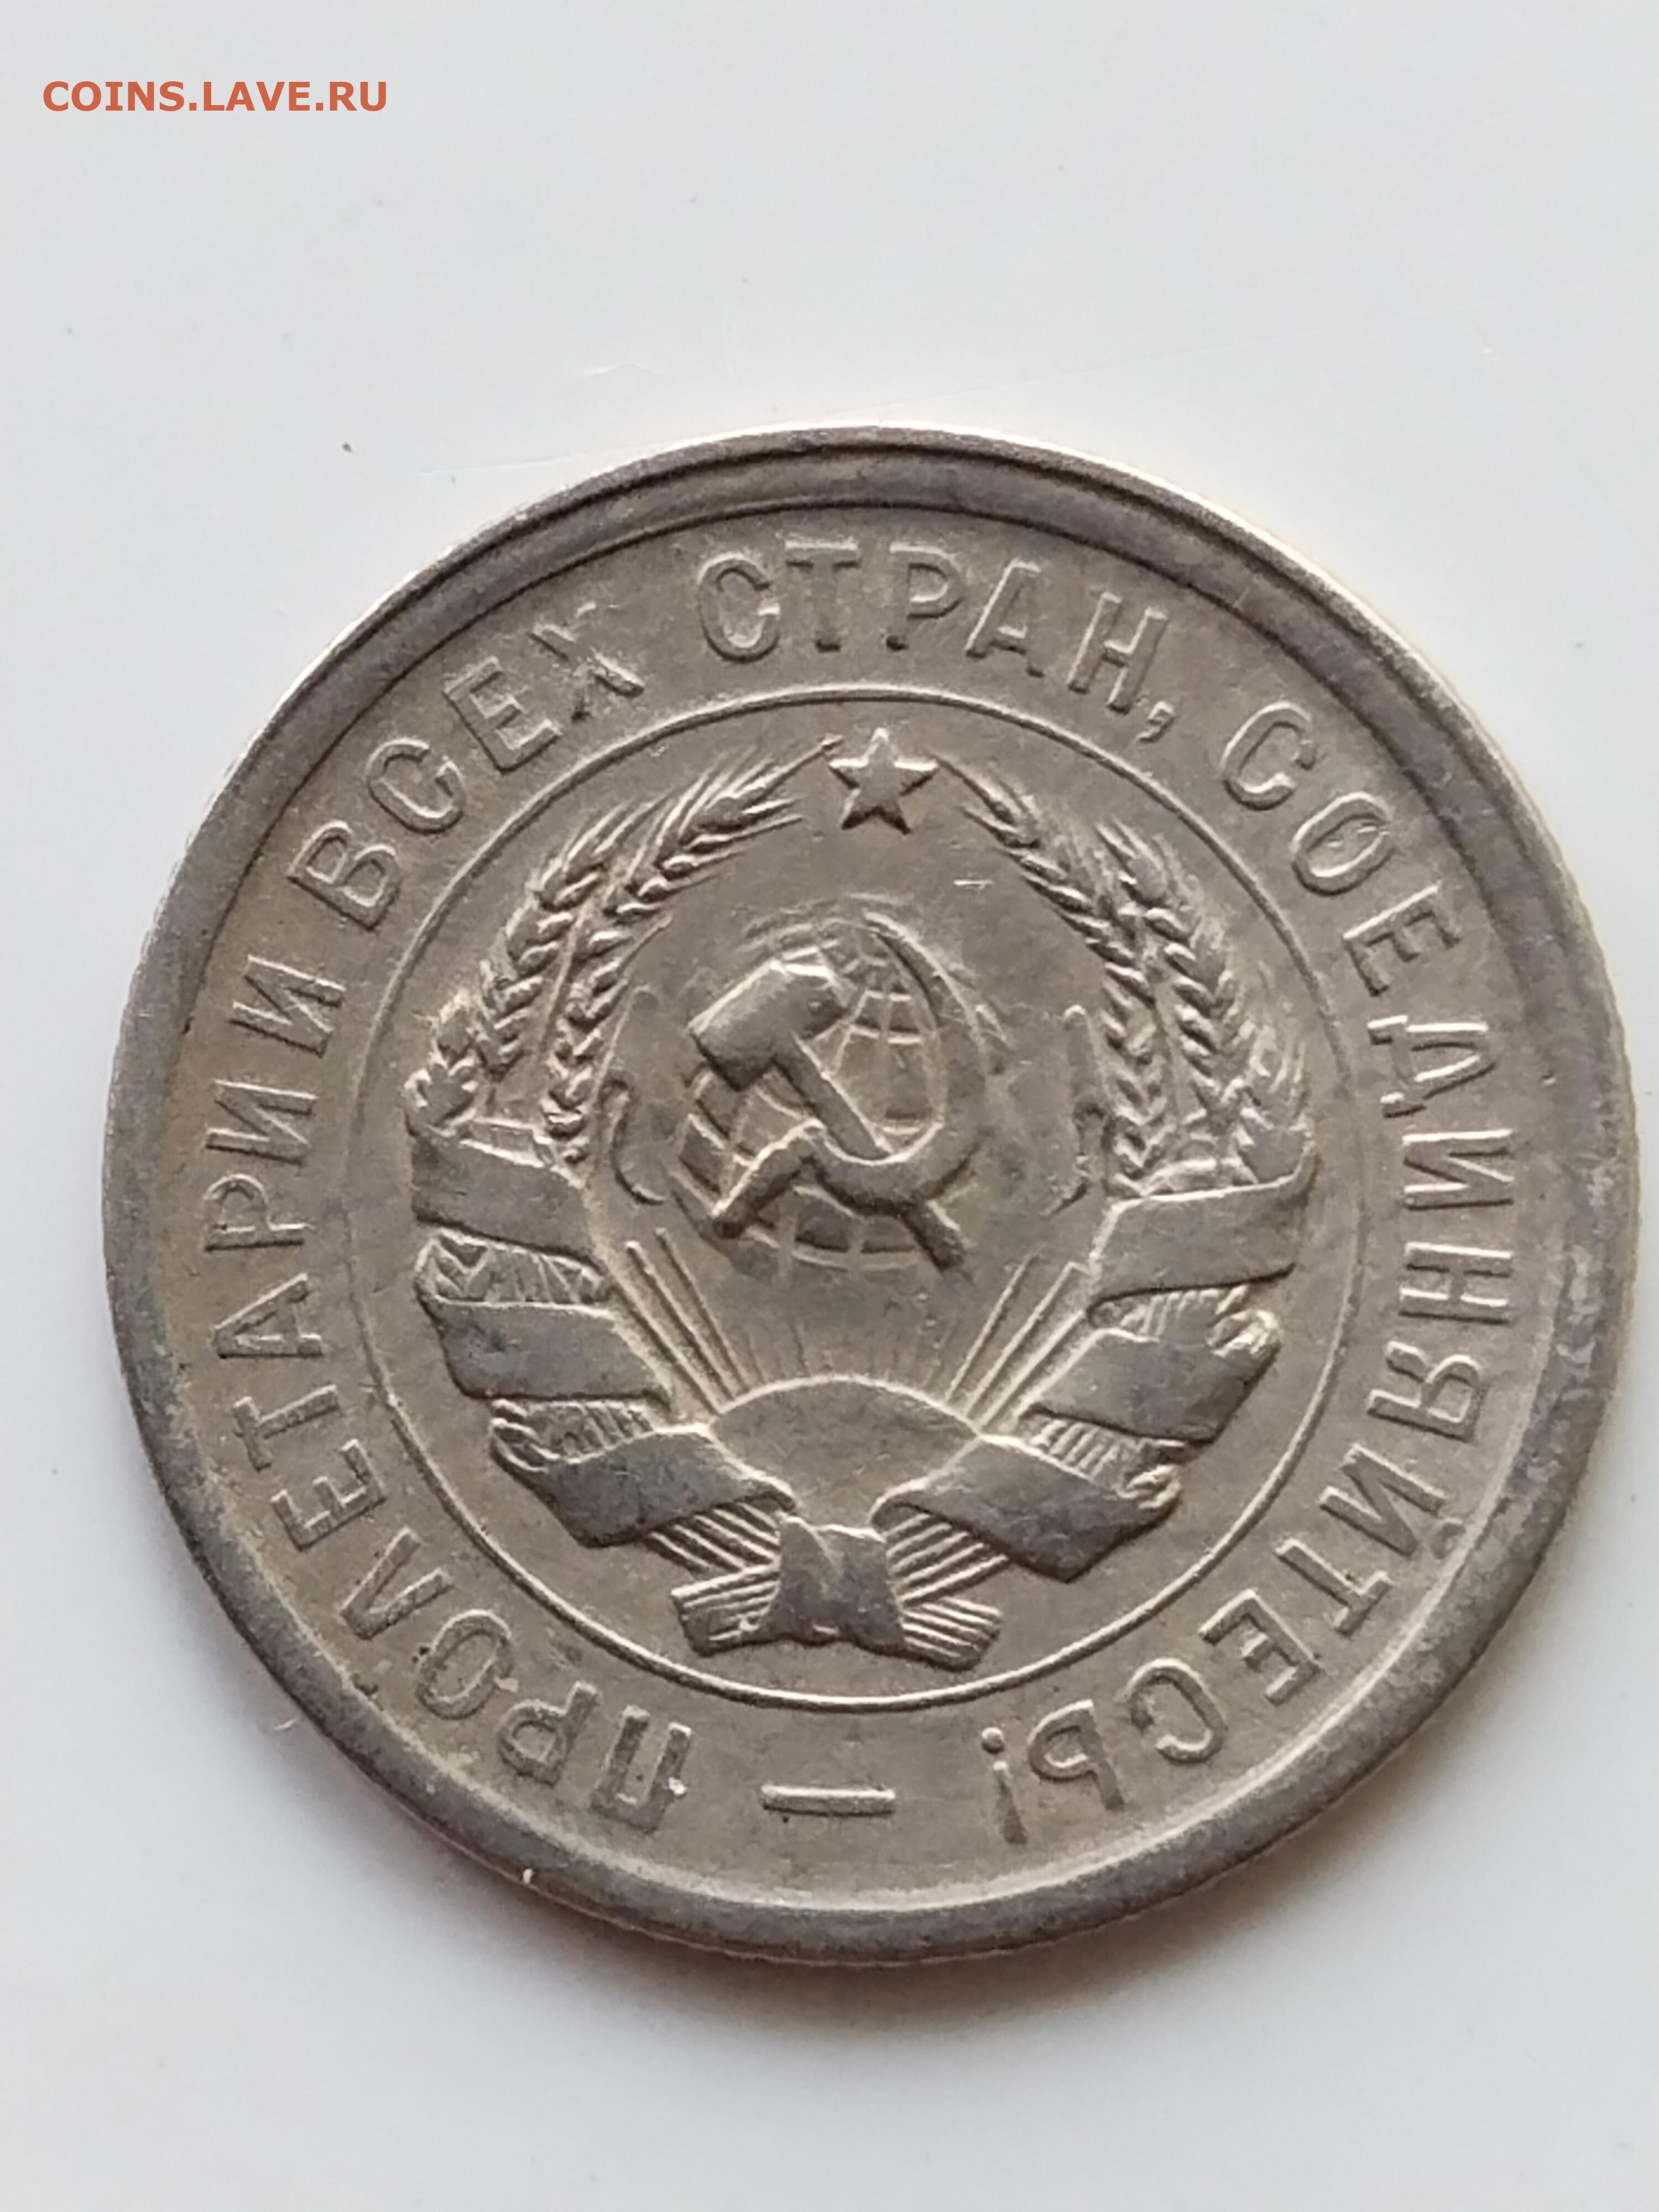 COINS.LAVE.RU
ПРОЛЕТАРИИ ВСЕХ СТРАН, СОЕДИНЯЙТЕСЬ! —